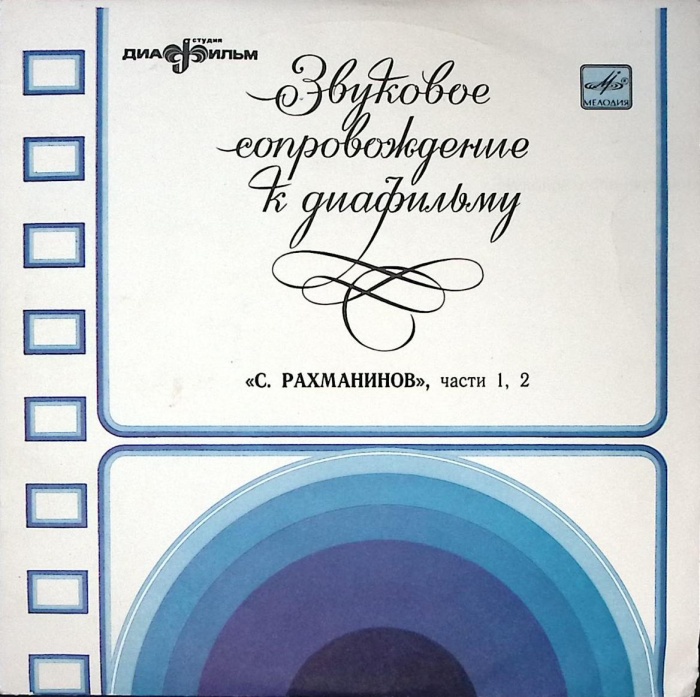 студия
ДИАФИЛЬМ
Звуковое
сопровождение
к диафильму
МЕЛОДИЯ
«С. РАХМАНИНОВ», части 1, 2